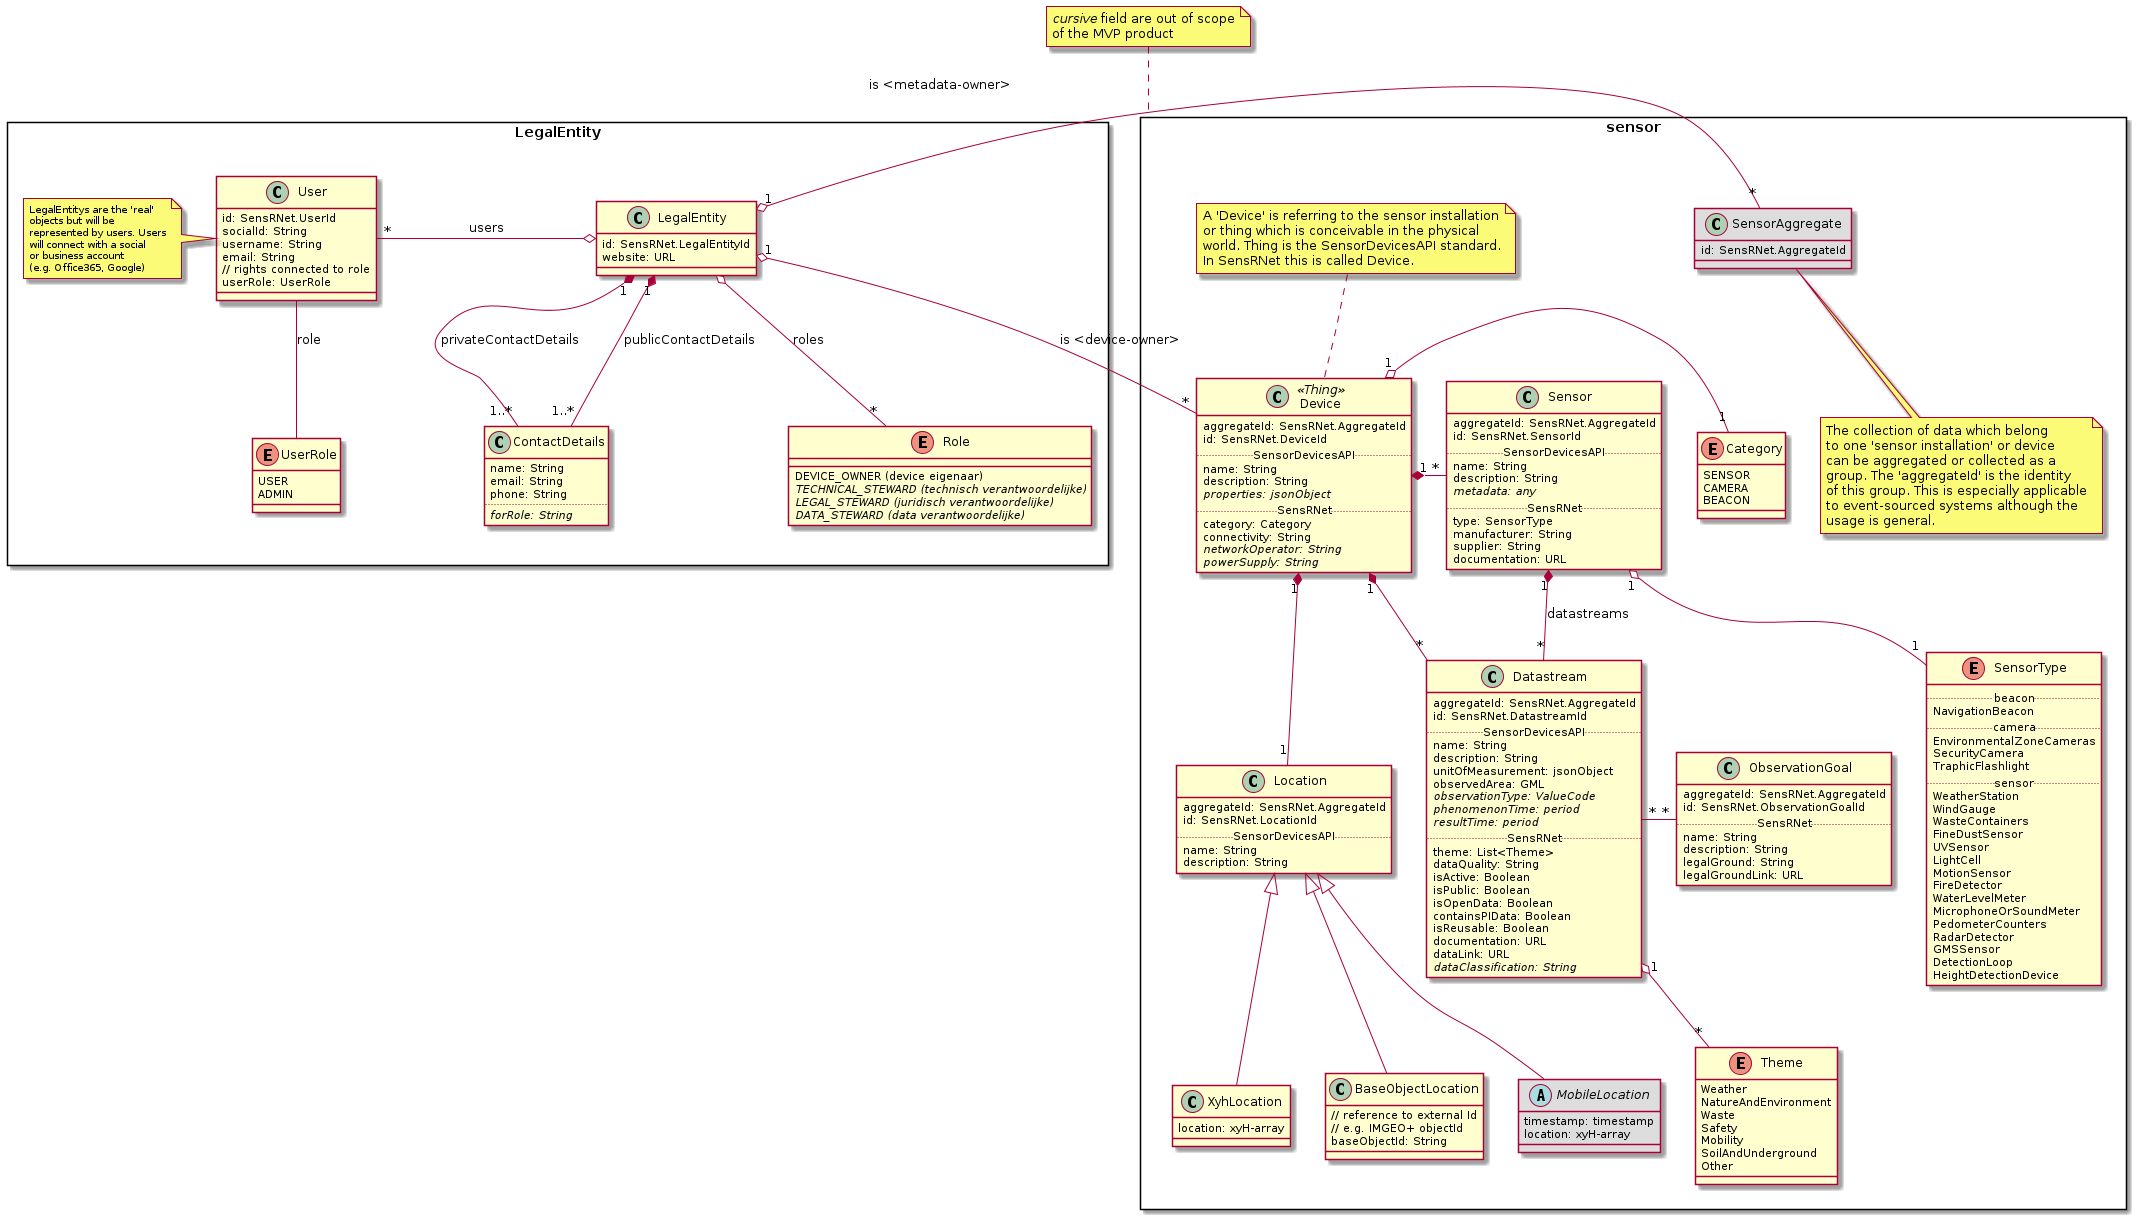 cursive field are out of scope
of the MVP product
is <metadata-owner>
LegalEntity
LegalEntitys are the 'real'
objects but will be
represented by users. Users
will connect with a social
or business account
(e.g. Office365, Google)
C User
id: SensRNet.UserId
socialId: String
username: String
email: String
// rights connected to role
userRole: UserRole
* users
C LegalEntity
id: SensRNet.LegalEntityId
website: URL
1
1
1
1
role
privateContactDetails
publicContactDetails
roles
is <device-owner>
1..*
1..*
*
*
E UserRole
USER
ADMIN
C ContactDetails
name: String
email: String
phone: String
forRole: String
E Role
DEVICE_OWNER (device eigenaar)
TECHNICAL_STEWARD (technisch verantwoordelijke)
LEGAL_STEWARD (juridisch verantwoordelijke)
DATA_STEWARD (data verantwoordelijke)
sensor
*
C SensorAggregate
id: SensRNet.AggregateId
A 'Device' is referring to the sensor installation
or thing which is conceivable in the physical
world. Thing is the SensorDevicesAPI standard.
In SensRNet this is called Device.
1
C «Thing»
Device
aggregateId: SensRNet.AggregateId
id: SensRNet.DeviceId
SensorDevicesAPI
name: String
description: String
properties: jsonObject
SensRNet
category: Category
connectivity: String
networkOperator: String
powerSupply: String
1 *
C Sensor
aggregateId: SensRNet.AggregateId
id: SensRNet.SensorId
SensorDevicesAPI
name: String
description: String
metadata: any
SensRNet
type: SensorType
manufacturer: String
supplier: String
documentation: URL
1
E Category
SENSOR
CAMERA
BEACON
The collection of data which belong
to one 'sensor installation' or device
can be aggregated or collected as a
group. The 'aggregateId' is the identity
of this group. This is especially applicable
to event-sourced systems although the
usage is general.
1
1
1
1
datastreams
*
*
1
1
C Datastream
aggregateId: SensRNet.AggregateId
id: SensRNet.DatastreamId
SensorDevicesAPI
name: String
description: String
unitOfMeasurement: jsonObject
observedArea: GML
observationType: ValueCode
phenomenonTime: period
resultTime: period
SensRNet
theme: List<Theme>
dataQuality: String
isActive: Boolean
isPublic: Boolean
isOpenData: Boolean
containsPIData: Boolean
isReusable: Boolean
documentation: URL
dataLink: URL
dataClassification: String
* *
C ObservationGoal
aggregateId: SensRNet.AggregateId
id: SensRNet.ObservationGoalId
SensRNet
name: String
description: String
legalGround: String
legalGroundLink: URL
E SensorType
beacon
NavigationBeacon
camera
EnvironmentalZoneCameras
SecurityCamera
TraphicFlashlight
sensor
WeatherStation
WindGauge
WasteContainers
FineDustSensor
UVSensor
LightCell
MotionSensor
FireDetector
WaterLevelMeter
MicrophoneOrSoundMeter
PedometerCounters
RadarDetector
GMSSensor
DetectionLoop
HeightDetectionDevice
C Location
aggregateId: SensRNet.AggregateId
id: SensRNet.LocationId
SensorDevicesAPI
name: String
description: String
1
*
C XyhLocation
location: xyH-array
C BaseObjectLocation
// reference to external Id
// e.g. IMGEO+ objectId
baseObjectId: String
A MobileLocation
timestamp: timestamp
location: xyH-array
E Theme
Weather
NatureAndEnvironment
Waste
Safety
Mobility
SoilAndUnderground
Other